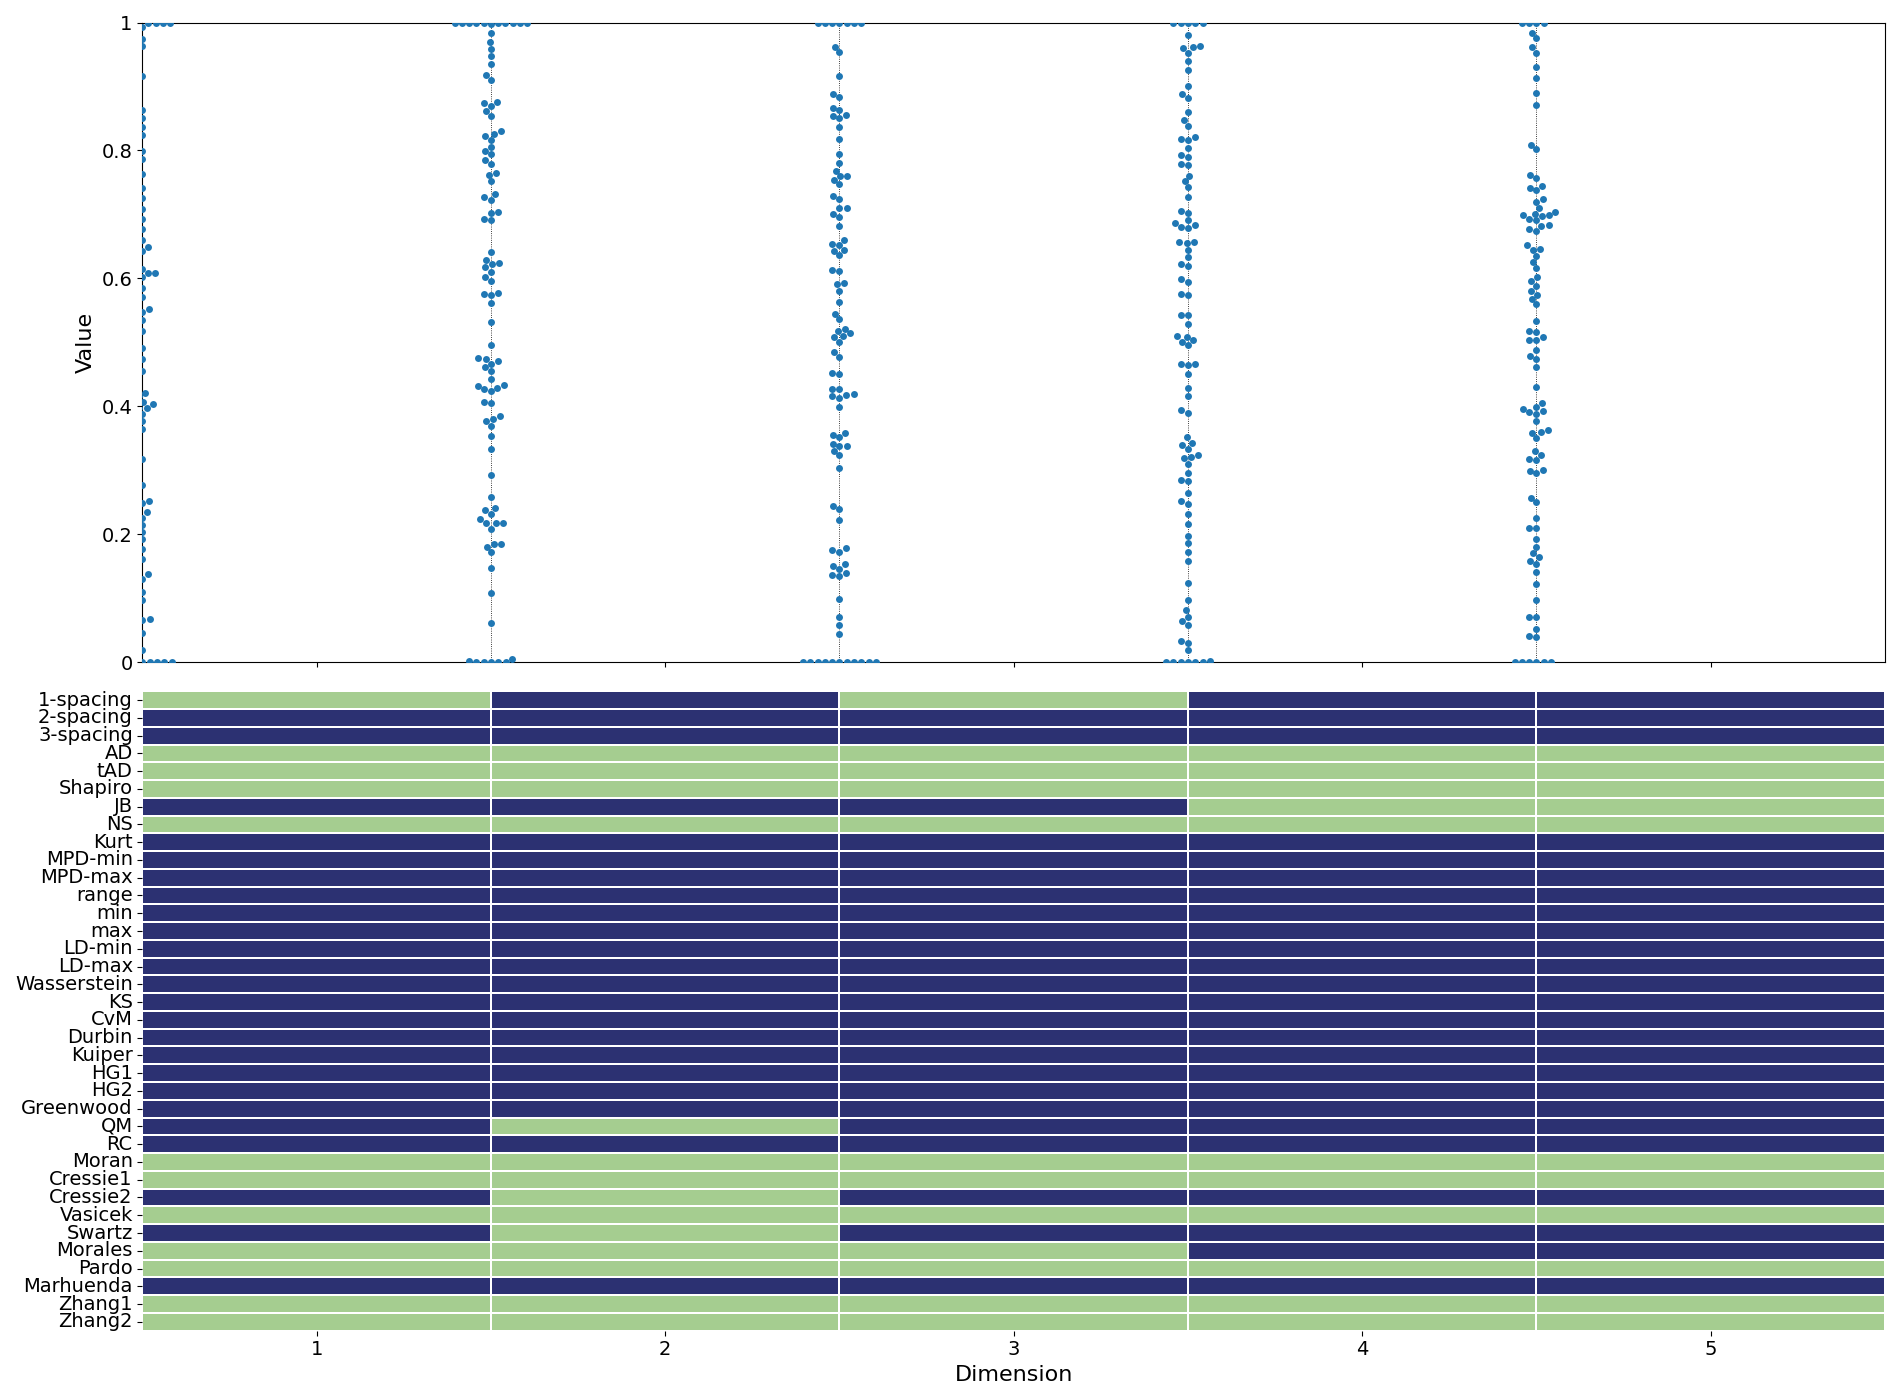 1
0.8
0.6
0.4
0.2
0
Value
1-spacing
2-spacing
3-spacing
AD
tAD
Shapiro
JB
NS
Kurt
MPD-min
MPD-max
range
min
max
LD-min
LD-max
Wasserstein
KS
CvM
Durbin
Kuiper
HG1
HG2
Greenwood
QM
RC
Moran
Cressie1
Cressie2
Vasicek
Swartz
Morales
Pardo
Marhuenda
Zhang1
Zhang2
1 2 3 4 5
Dimension